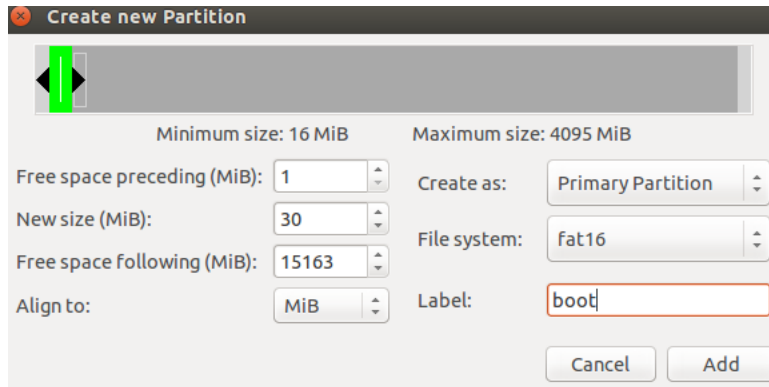 Create new Partition
Minimum size: 16 MiB Maximum size: 4095 MiB
Free space preceding (MiB): 1 Create as: Primary Partition
New size (MiB): 30 File system: fat16
Free space following (MiB): 15163
Align to: MiB Label: boot
Cancel Add